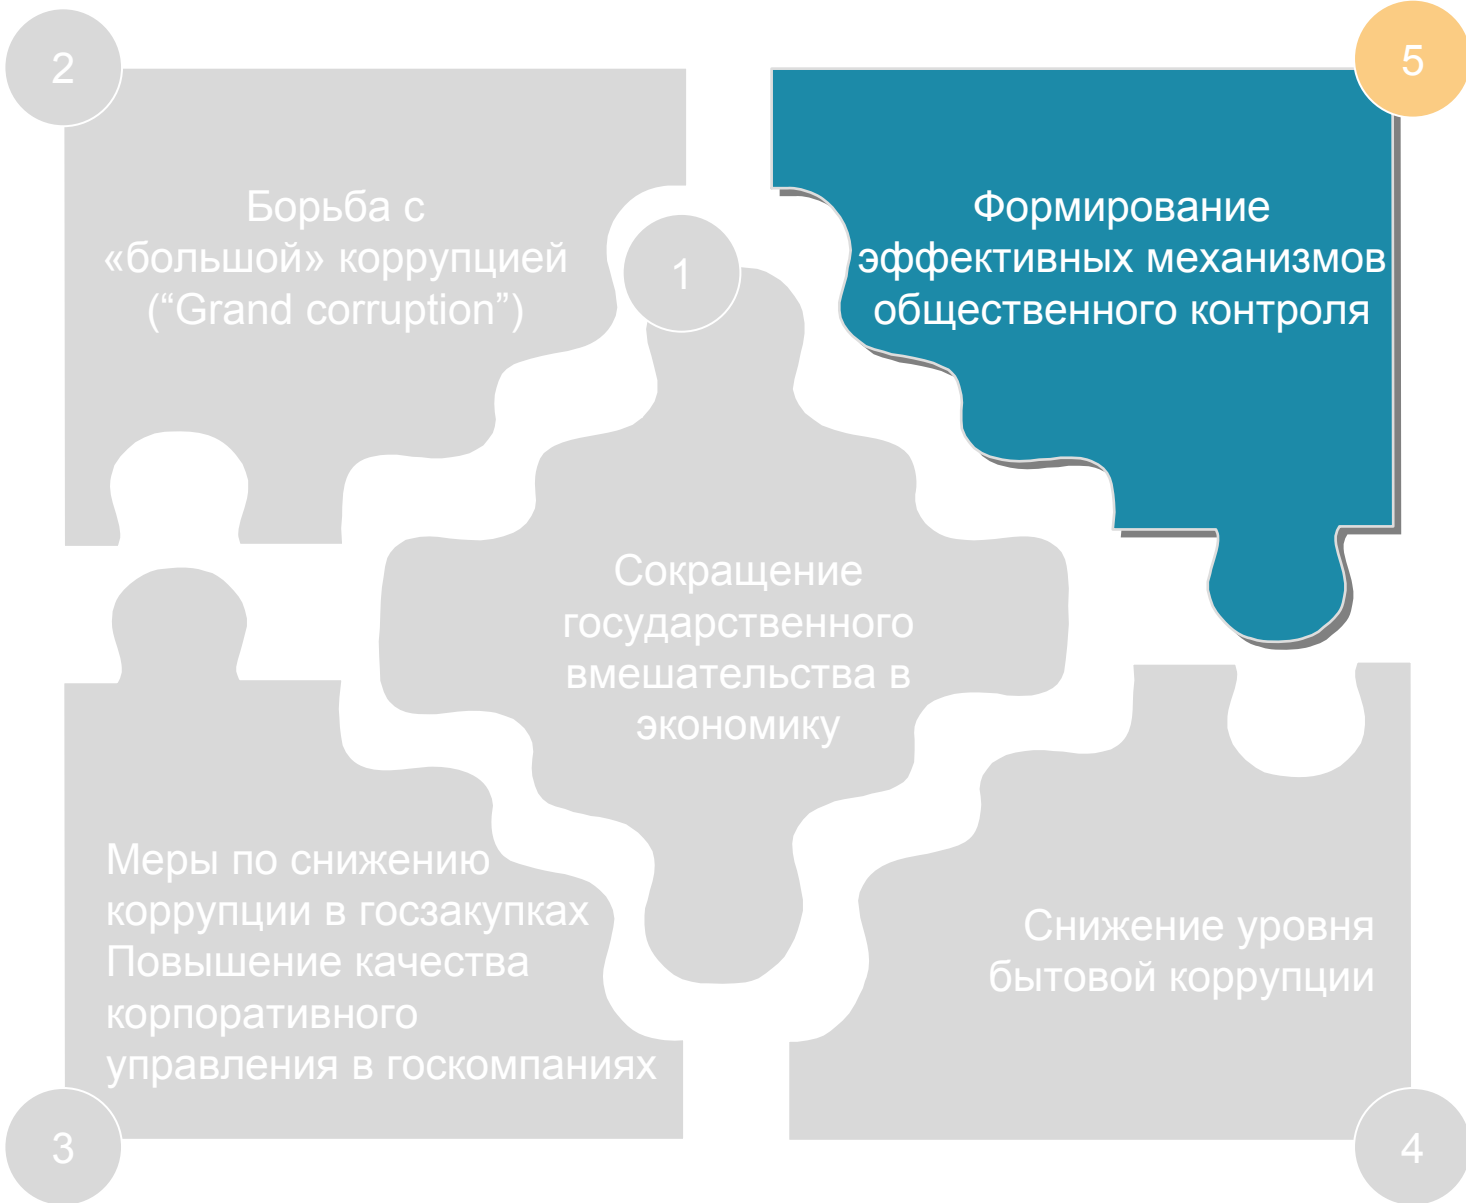 2
Борьба с
«большой» коррупцией
(“Grand corruption”)
5
Формирование
эффективных механизмов
общественного контроля
1
Сокращение
государственного
вмешательства в
экономику
Меры по снижению
коррупции в госзакупках
Повышение качества
корпоративного
управления в госкомпаниях
3
Снижение уровня
бытовой коррупции
4